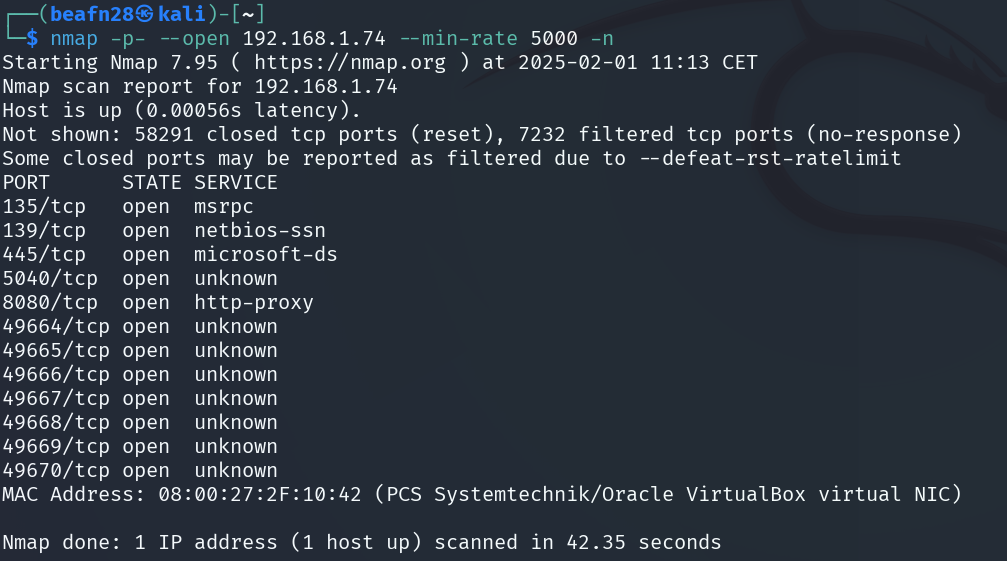 ┌──(beafn28㉿kali)-[~]
└─$ nmap -p- --open 192.168.1.74 --min-rate 5000 -n
Starting Nmap 7.95 ( https://nmap.org ) at 2025-02-01 11:13 CET
Nmap scan report for 192.168.1.74
Host is up (0.00056s latency).
Not shown: 58291 closed tcp ports (reset), 7232 filtered tcp ports (no-response)
Some closed ports may be reported as filtered due to --defeat-rst-ratelimit
PORT      STATE SERVICE
135/tcp   open  msrpc
139/tcp   open  netbios-ssn
445/tcp   open  microsoft-ds
5040/tcp  open  unknown
8080/tcp  open  http-proxy
49664/tcp open  unknown
49665/tcp open  unknown
49666/tcp open  unknown
49667/tcp open  unknown
49668/tcp open  unknown
49669/tcp open  unknown
49670/tcp open  unknown
MAC Address: 08:00:27:2F:10:42 (PCS Systemtechnik/Oracle VirtualBox virtual NIC)
Nmap done: 1 IP address (1 host up) scanned in 42.35 seconds